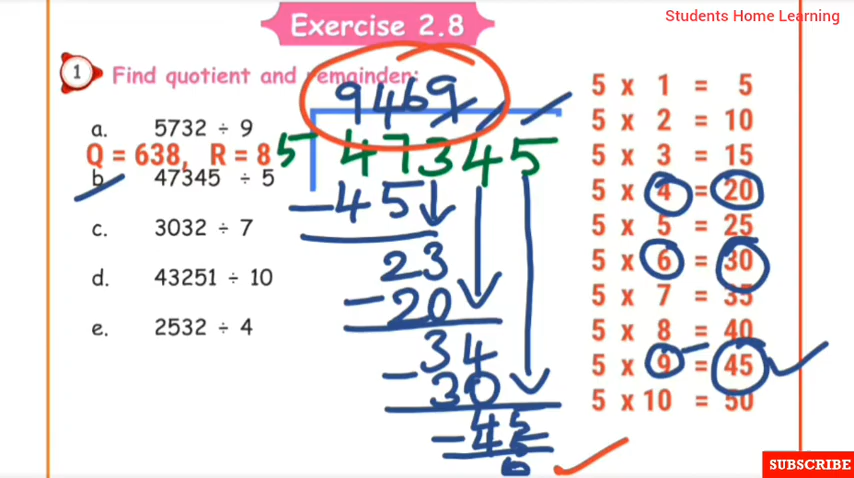 Students Home Learning
Exercise 2.8
1 Find quotient and remainder:
a. 5732 ÷ 9
Q = 638, R = 8
b. 47345 ÷ 5
c. 3032 ÷ 7
d. 43251 ÷ 10
e. 2532 ÷ 4
9469
5 47345
-45
23
-20
34
-30
45
-45
0
5 x 1 = 5
5 x 2 = 10
5 x 3 = 15
5 x 4 = 20
5 x 5 = 25
5 x 6 = 30
5 x 7 = 35
5 x 8 = 40
5 x 9 = 45
5 x 10 = 50
SUBSCRIBE